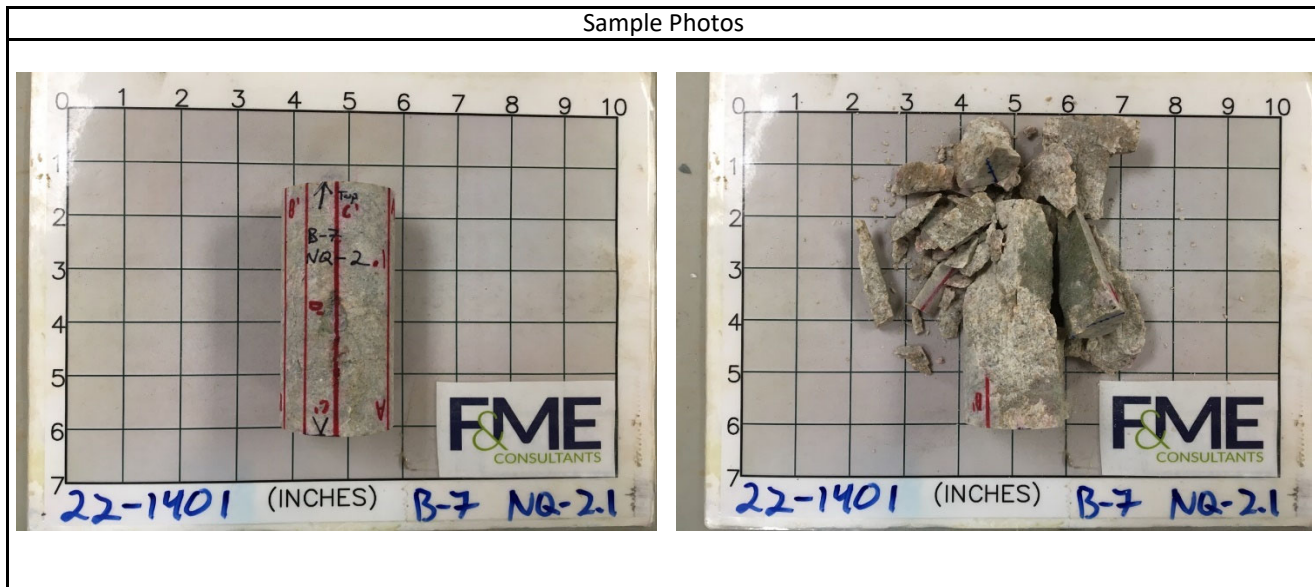 Sample Photos
0 1 2 3 4 5 6 7 8 9 10
1
2
3
4
5
6
7
B'
Top
C'
B-7
NQ-2.1
D'
C'
A
F&ME
CONSULTANTS
22-1401 (INCHES) B-7 NQ-2.1
0 1 2 3 4 5 6 7 8 9 10
1
2
3
4
5
6
7
B'
F&ME
CONSULTANTS
22-1401 (INCHES) B-7 NQ-2.1